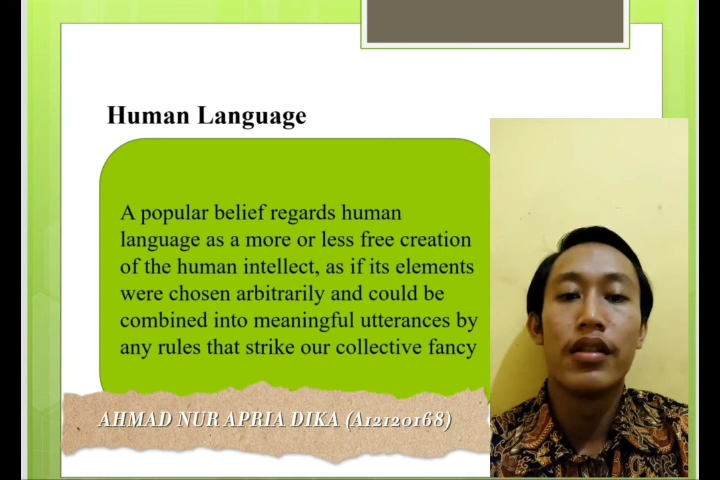 Human Language
A popular belief regards human
language as a more or less free creation
of the human intellect, as if its elements
were chosen arbitrarily and could be
combined into meaningful utterances by
any rules that strike our collective fancy
AHMAD NUR APRIA DIKA (A12120168)